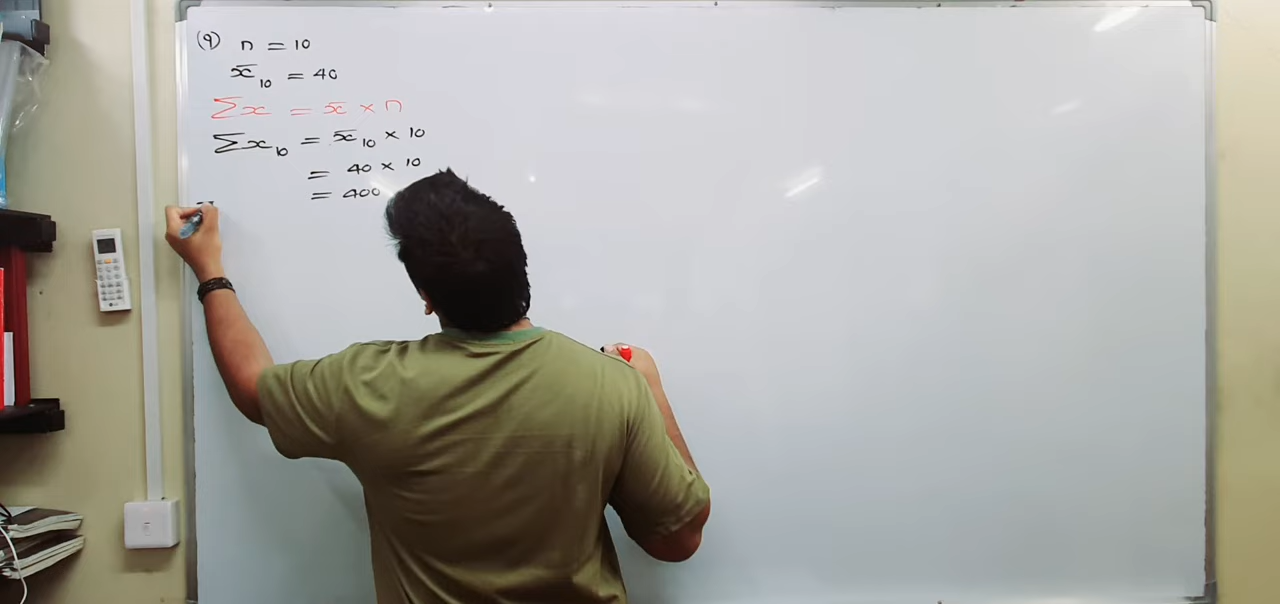 (9) n = 10
x̄₁₀ = 40
Σx = x̄ × n
Σx₁₀ = x̄₁₀ × 10
= 40 × 10
= 400